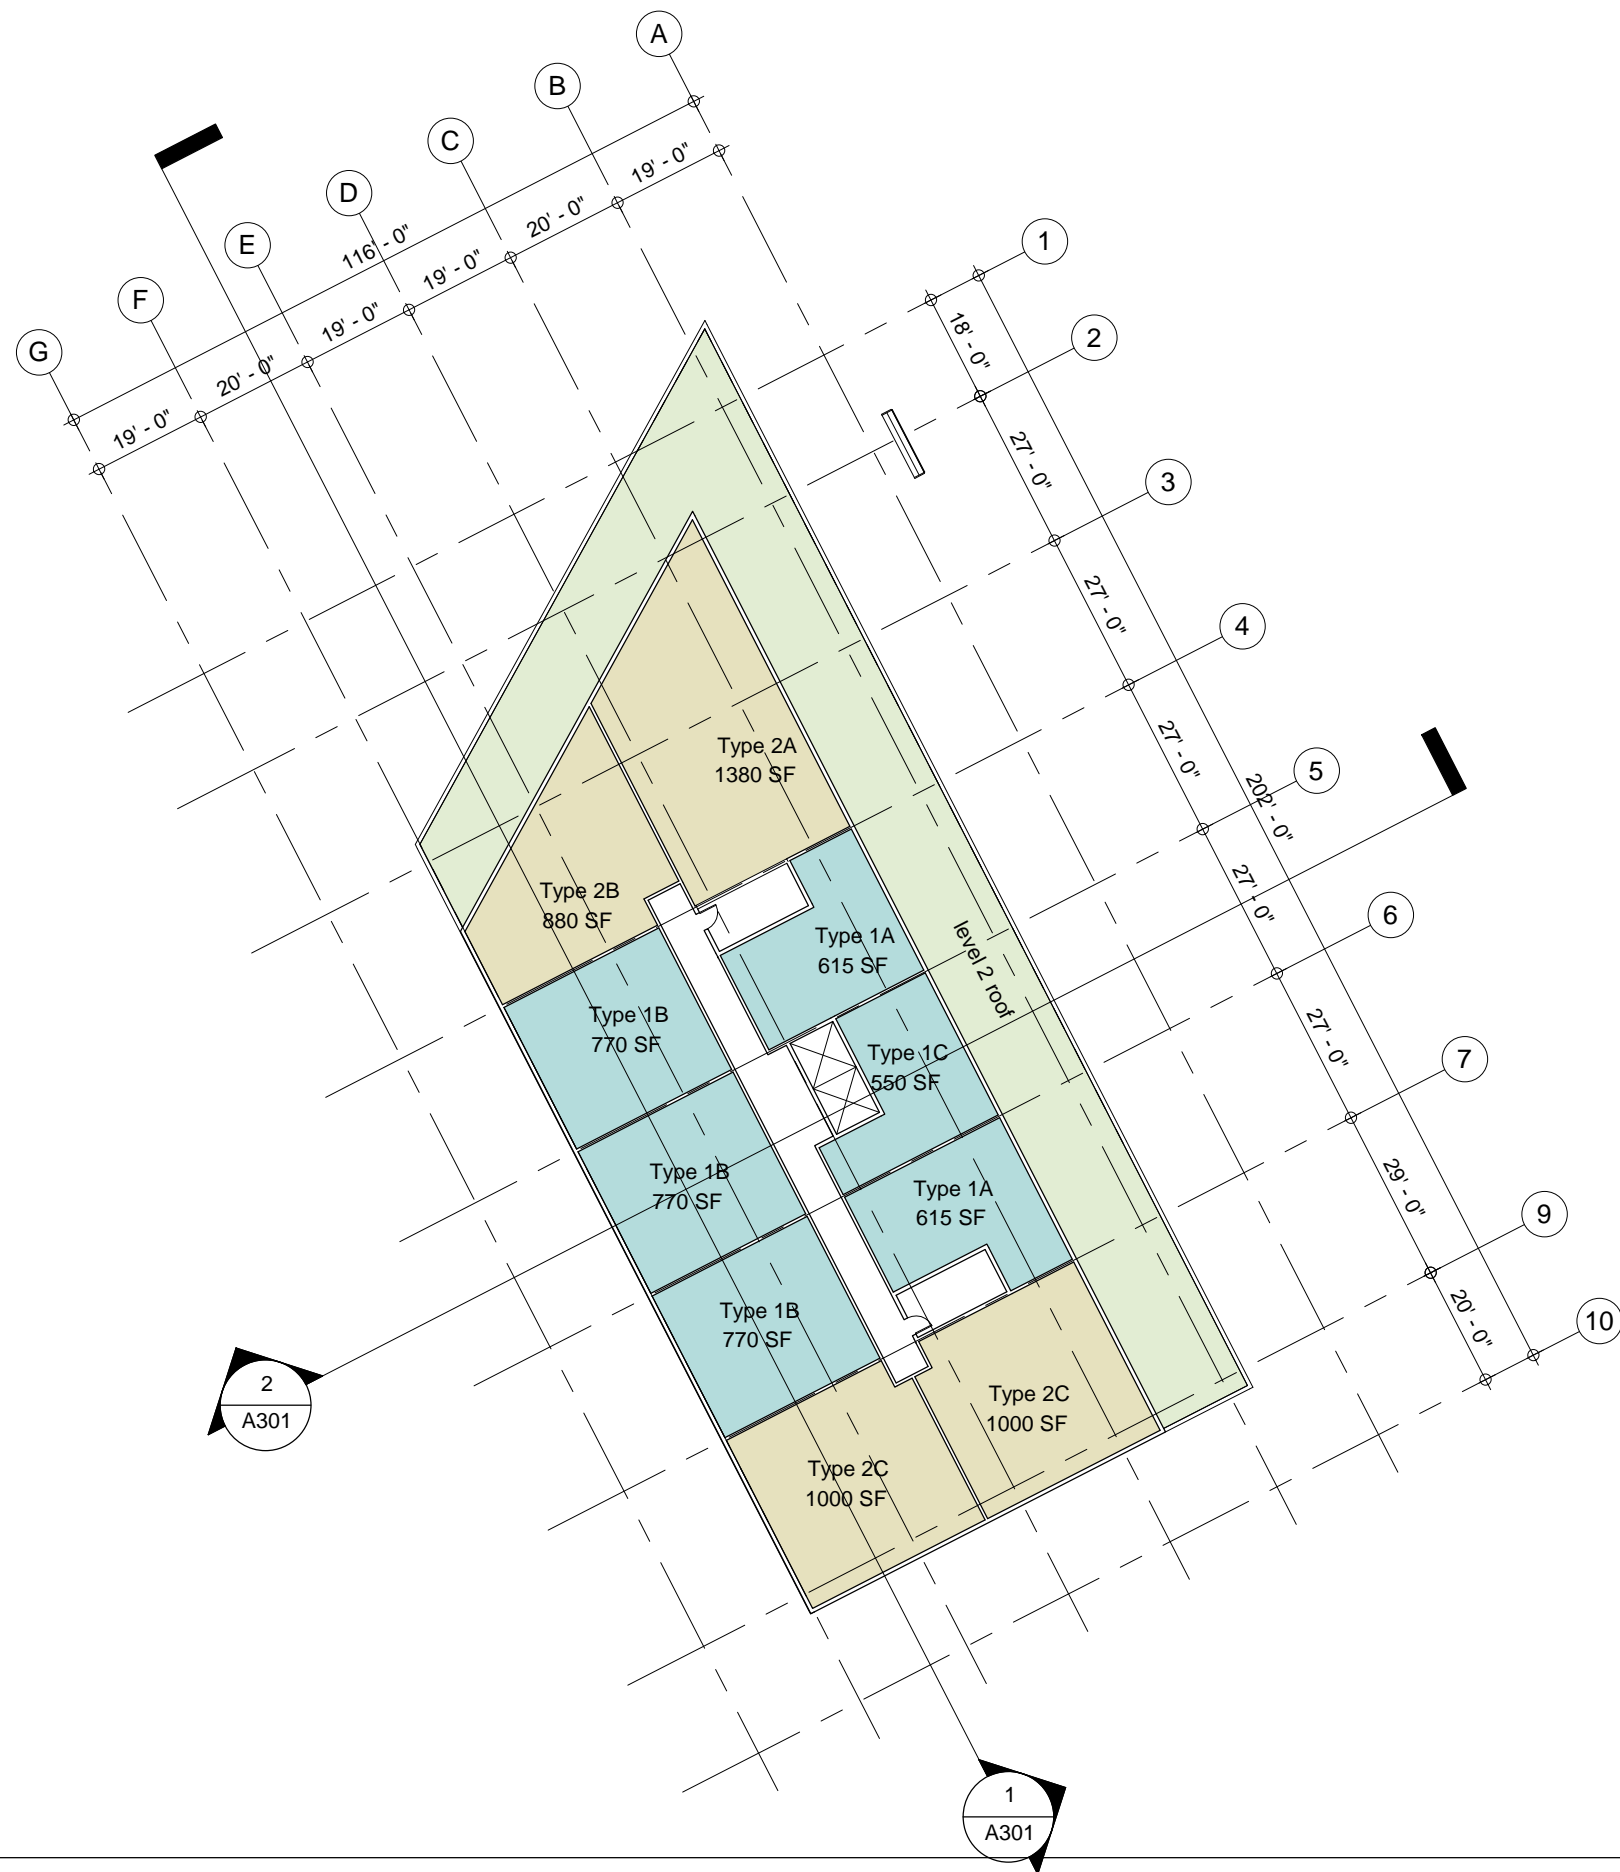 A
B
C
D
E
F
G
116' - 0"
19' - 0"
20' - 0"
19' - 0"
19' - 0"
20' - 0"
19' - 0"
1
2
3
4
5
6
7
9
10
18' - 0"
27' - 0"
27' - 0"
27' - 0"
27' - 0"
27' - 0"
29' - 0"
20' - 0"
202' - 0"
Type 2A
1380 SF
Type 2B
880 SF
Type 1A
615 SF
level 2 roof
Type 1B
770 SF
Type 1C
550 SF
Type 1B
770 SF
Type 1A
615 SF
Type 1B
770 SF
Type 2C
1000 SF
Type 2C
1000 SF
2
A301
1
A301